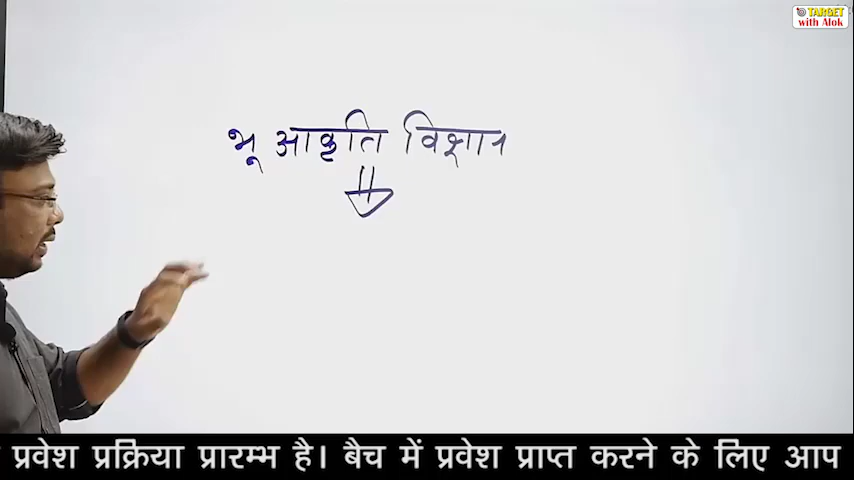 TARGET
with Alok
भू आकृति विज्ञान
प्रवेश प्रक्रिया प्रारम्भ है। बैच में प्रवेश प्राप्त करने के लिए आप